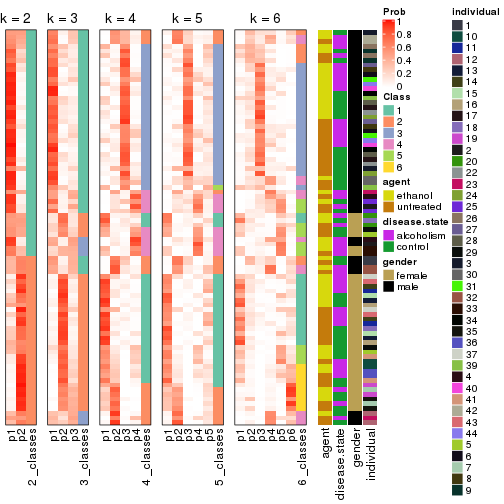 k = 2
k = 3
k = 4
k = 5
k = 6
p1
p2
2_classes
p1
p2
p3
3_classes
p1
p2
p3
p4
4_classes
p1
p2
p3
p4
p5
5_classes
p1
p2
p3
p4
p5
p6
6_classes
agent
disease.state
gender
individual
Prob
1
0.8
0.6
0.4
0.2
0
Class
1
2
3
4
5
6
agent
ethanol
untreated
disease.state
alcoholism
control
gender
female
male
individual
1
10
11
12
13
14
15
16
17
18
19
2
20
22
23
24
25
26
27
28
29
3
30
31
32
33
34
35
36
37
39
4
40
41
42
43
44
5
6
7
8
9